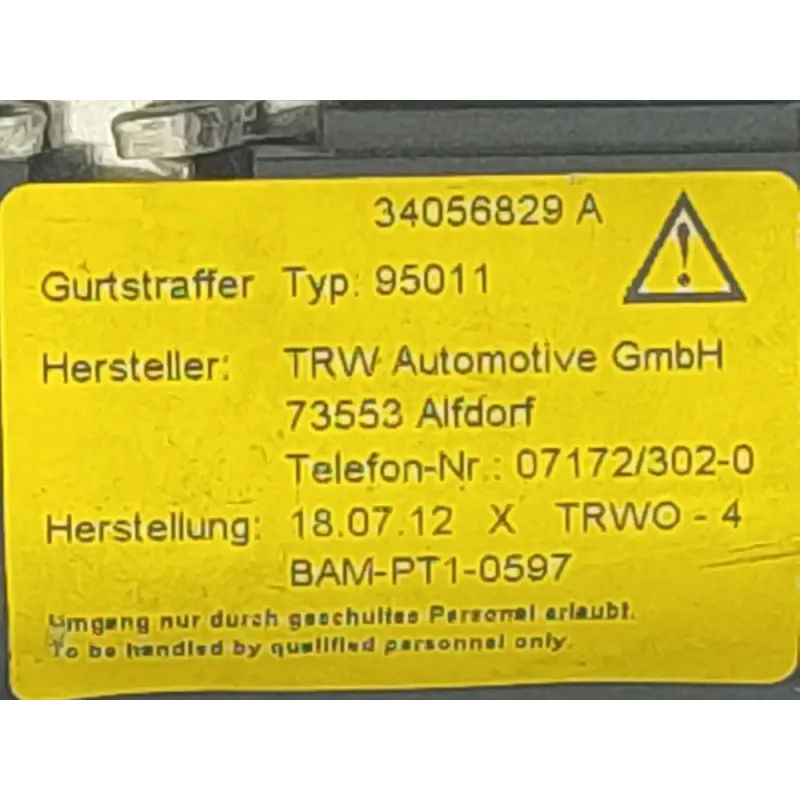 34056829 A
Gurtstraffer Typ: 95011
Hersteller: TRW Automotive GmbH
73553 Alfdorf
Telefon-Nr.: 07172/302-0
Herstellung: 18.07.12 X TRWO - 4
BAM-PT1-0597
Umgang nur durch geschultes Personal erlaubt.
To be handled by qualified personnel only.